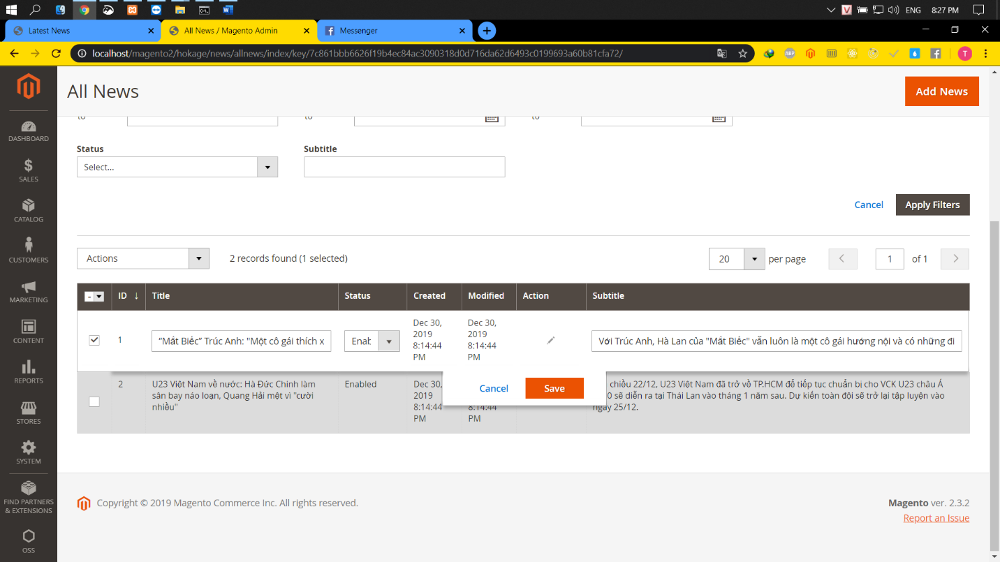 ENG 8:27 PM
Latest News
All News / Magento Admin
Messenger
localhost/magento2/hokage/news/allnews/index/key/7c861bbb6626f19b4ec84ac3090318d0d716da62d6493c0199693a60b81cfa72/
ABP
T
All News
Add News
DASHBOARD
SALES
CATALOG
CUSTOMERS
MARKETING
CONTENT
REPORTS
STORES
SYSTEM
FIND PARTNERS
& EXTENSIONS
OSS
to to to
Status Subtitle
Select...
Cancel Apply Filters
Actions 2 records found (1 selected) 20 per page 1 of 1
ID ↓ Title Status Created Modified Action Subtitle
1 “Mắt Biếc” Trúc Anh: "Một cô gái thích x Enab Dec 30, 2019 8:14:44 PM Dec 30, 2019 8:14:44 PM Với Trúc Anh, Hà Lan của "Mắt Biếc" vẫn luôn là một cô gái hướng nội và có những đi
Cancel Save
2 U23 Việt Nam về nước: Hà Đức Chinh làm Enabled Dec 30, chiều 22/12, U23 Việt Nam đã trở về TP.HCM để tiếp tục chuẩn bị cho VCK U23 châu Á
sân bay náo loạn, Quang Hải mệt vì "cười 2019 0 sẽ diễn ra tại Thái Lan vào tháng 1 năm sau. Dự kiến toàn đội sẽ trở lại tập luyện vào
nhiều" 8:14:44 8:14:44 ngày 25/12.
PM PM
Copyright © 2019 Magento Commerce Inc. All rights reserved.
Magento ver. 2.3.2
Report an Issue